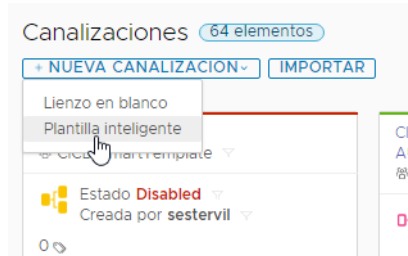 Canalizaciones 64 elementos
+ NUEVA CANALIZACIÓN IMPORTAR
Lienzo en blanco
Plantilla inteligente
Estado Disabled
Creada por sestervil
0